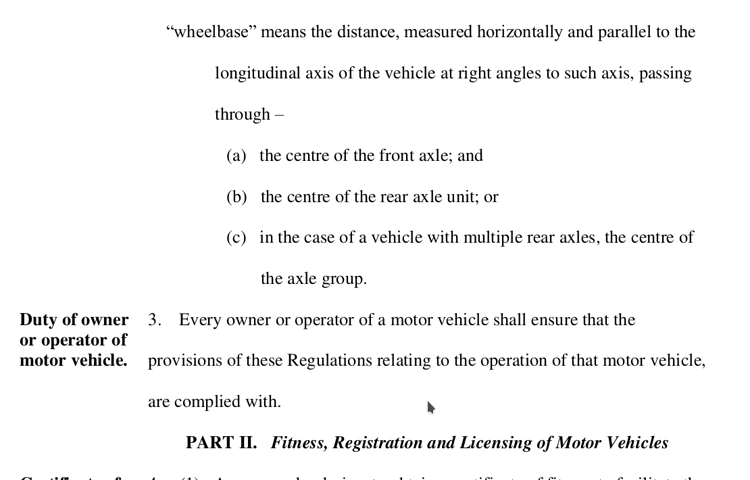 “wheelbase” means the distance, measured horizontally and parallel to the
longitudinal axis of the vehicle at right angles to such axis, passing
through –
(a) the centre of the front axle; and
(b) the centre of the rear axle unit; or
(c) in the case of a vehicle with multiple rear axles, the centre of
the axle group.
Duty of owner
or operator of
motor vehicle.
3. Every owner or operator of a motor vehicle shall ensure that the
provisions of these Regulations relating to the operation of that motor vehicle,
are complied with.
PART II. Fitness, Registration and Licensing of Motor Vehicles